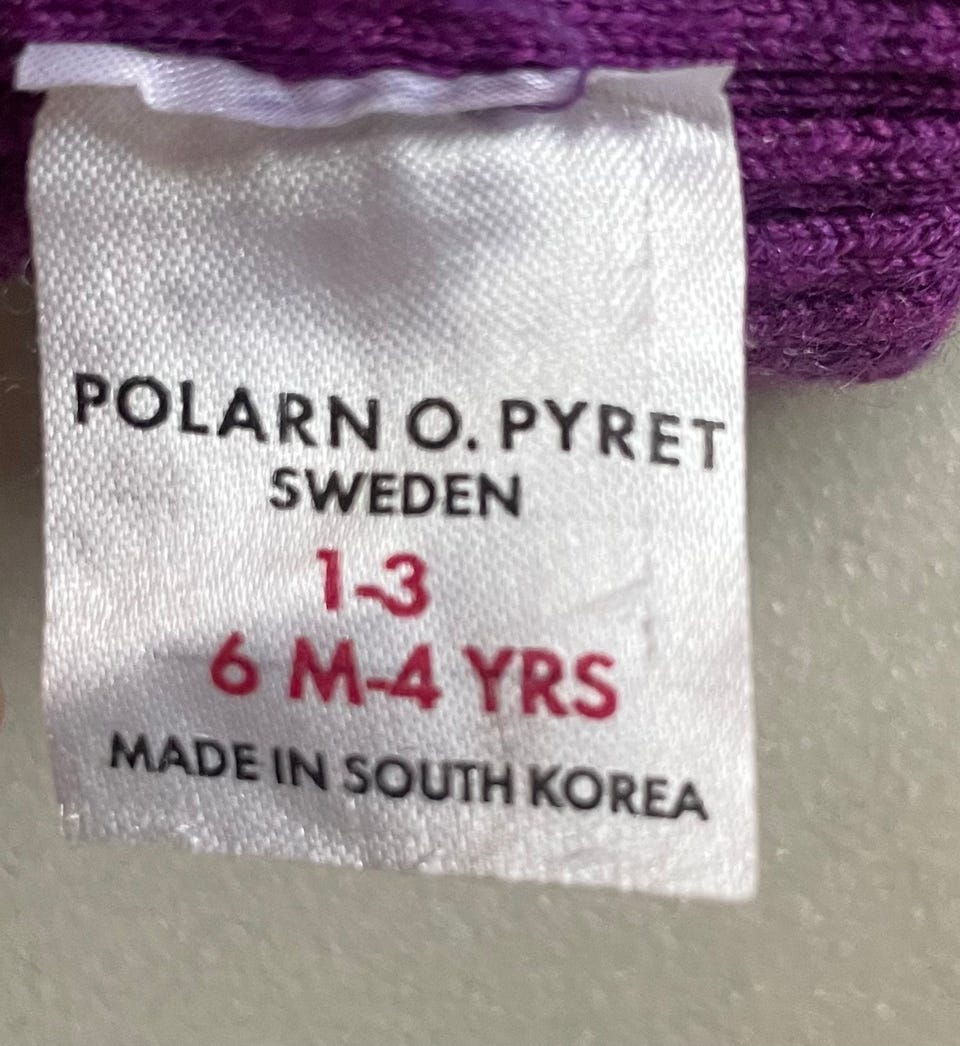 POLARN O. PYRET
SWEDEN
1-3
6 M-4 YRS
MADE IN SOUTH KOREA